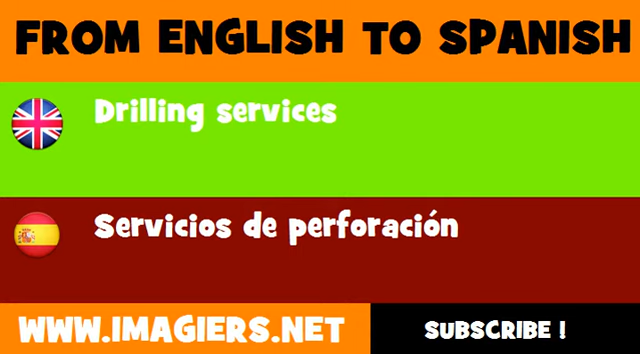 FROM ENGLISH TO SPANISH
Drilling services
Servicios de perforación
WWW.IMAGIERS.NET
SUBSCRIBE !